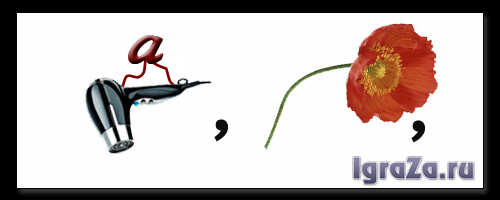 а
, ,
IgraZa.ru